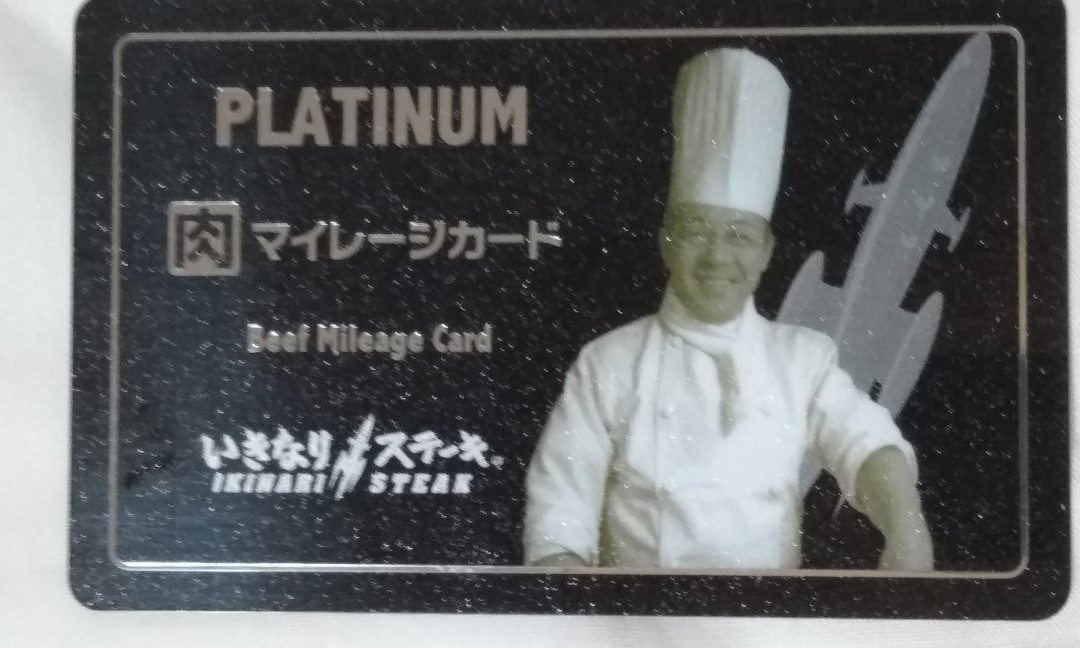 PLATINUM
肉 マイレージカード
Beef Mileage Card
いきなりステーキ®
IKINARI STEAK